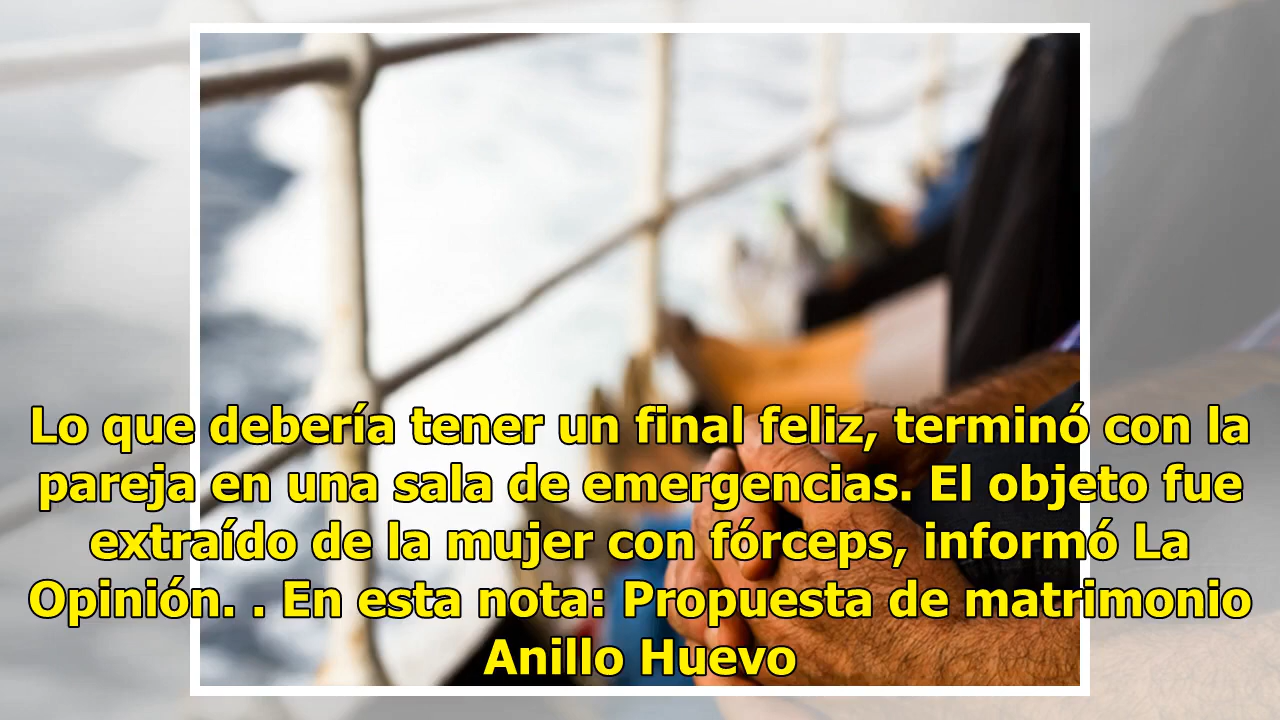 Lo que debería tener un final feliz, terminó con la
pareja en una sala de emergencias. El objeto fue
extraído de la mujer con fórceps, informó La
Opinión. . En esta nota: Propuesta de matrimonio
Anillo Huevo